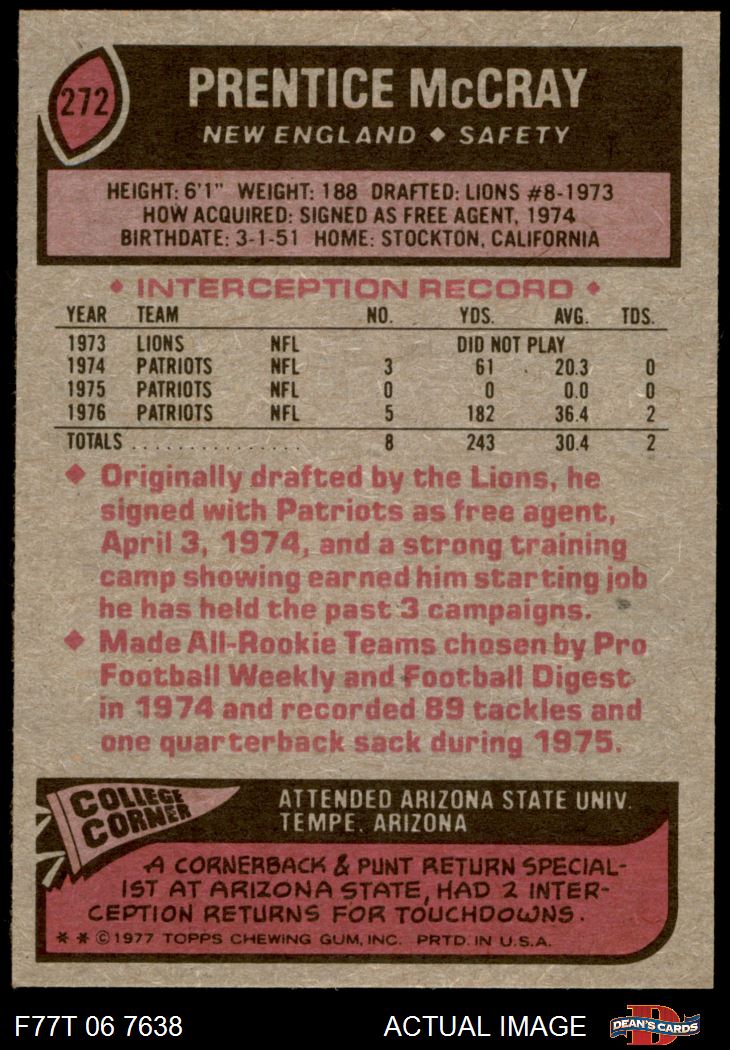 272
PRENTICE McCRAY
NEW ENGLAND ◆ SAFETY
HEIGHT: 6'1" WEIGHT: 188 DRAFTED: LIONS #8-1973
HOW ACQUIRED: SIGNED AS FREE AGENT, 1974
BIRTHDATE: 3-1-51 HOME: STOCKTON, CALIFORNIA
◆ INTERCEPTION RECORD ◆
YEAR TEAM NO. YDS. AVG. TDS.
1973 LIONS NFL DID NOT PLAY
1974 PATRIOTS NFL 3 61 20.3 0
1975 PATRIOTS NFL 0 0 0.0 0
1976 PATRIOTS NFL 5 182 36.4 2
TOTALS ................ 8 243 30.4 2
◆ Originally drafted by the Lions, he
signed with Patriots as free agent,
April 3, 1974, and a strong training
camp showing earned him starting job
he has held the past 3 campaigns.
◆ Made All-Rookie Teams chosen by Pro
Football Weekly and Football Digest
in 1974 and recorded 89 tackles and
one quarterback sack during 1975.
COLLEGE
CORNER
ATTENDED ARIZONA STATE UNIV.
TEMPE, ARIZONA
A CORNERBACK & PUNT RETURN SPECIAL-
IST AT ARIZONA STATE, HAD 2 INTER-
CEPTION RETURNS FOR TOUCHDOWNS.
* * © 1977 TOPPS CHEWING GUM, INC. PRTD. IN U.S.A.
F77T 06 7638
ACTUAL IMAGE
D
DEAN'S CARDS